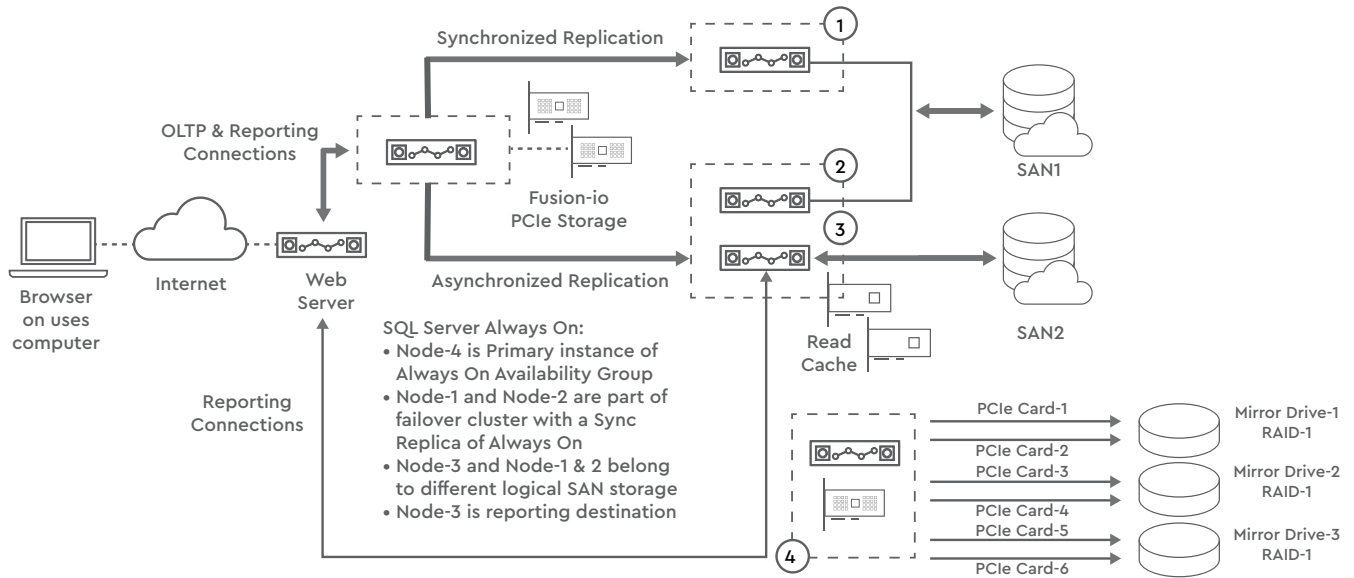 1
Synchronized Replication
OLTP & Reporting
Connections
SAN1
2
Fusion-io
PCIe Storage
3
Internet
Web
Server
Asynchronized Replication
Browser
on uses
computer
SAN2
Read
Cache
SQL Server Always On:
• Node-4 is Primary instance of
Always On Availability Group
• Node-1 and Node-2 are part of
failover cluster with a Sync
Replica of Always On
• Node-3 and Node-1 & 2 belong
to different logical SAN storage
• Node-3 is reporting destination
Reporting
Connections
4
PCIe Card-1
PCIe Card-2
PCIe Card-3
PCIe Card-4
PCIe Card-5
PCIe Card-6
Mirror Drive-1
RAID-1
Mirror Drive-2
RAID-1
Mirror Drive-3
RAID-1